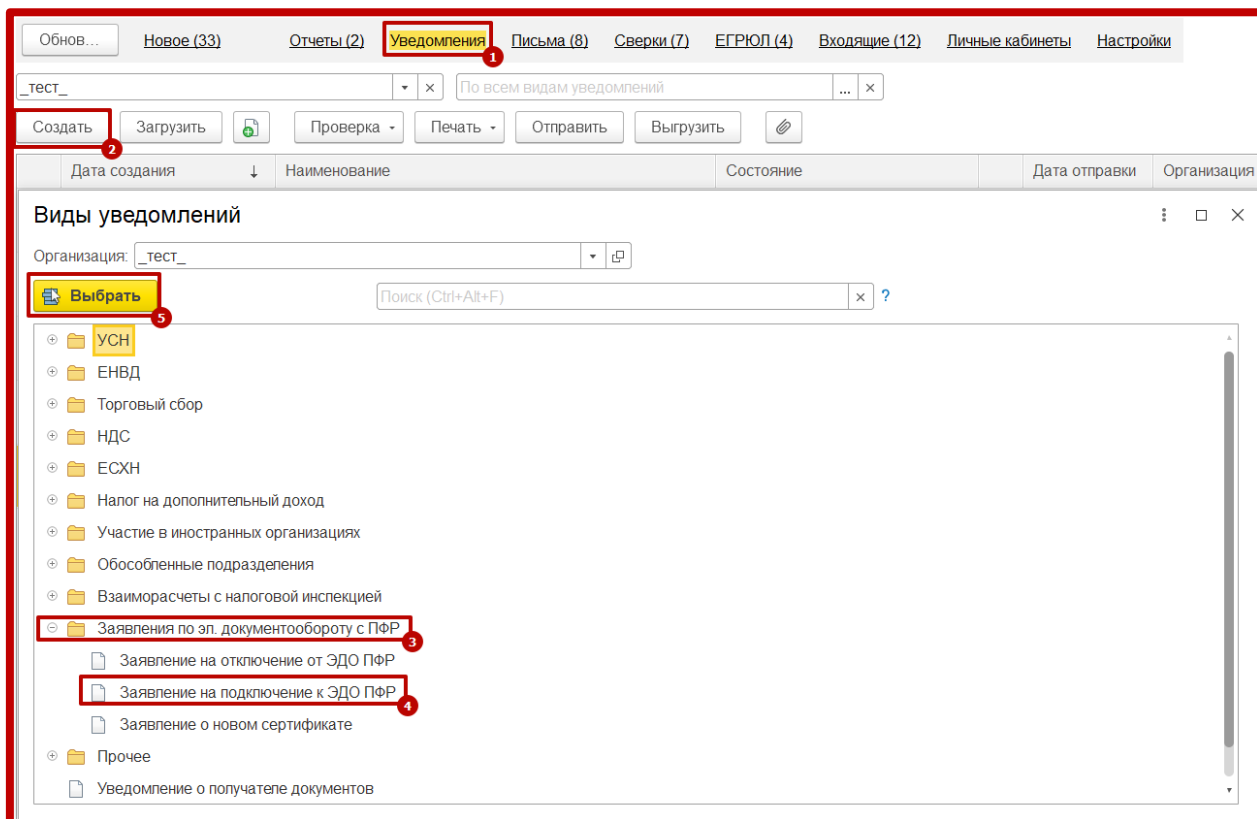 Обнов... Новое (33) Отчеты (2) Уведомления Письма (8) Сверки (7) ЕГРЮЛ (4) Входящие (12) Личные кабинеты Настройки
1
_тест_ По всем видам уведомлений ...
Создать Загрузить Проверка Печать Отправить Выгрузить
2
Дата создания Наименование Состояние Дата отправки Организация
Виды уведомлений
Организация: _тест_
Выбрать Поиск (Ctrl+Alt+F) ?
5
УСН
ЕНВД
Торговый сбор
НДС
ЕСХН
Налог на дополнительный доход
Участие в иностранных организациях
Обособленные подразделения
Взаиморасчеты с налоговой инспекцией
Заявления по эл. документообороту с ПФР
3
Заявление на отключение от ЭДО ПФР
Заявление на подключение к ЭДО ПФР
4
Заявление о новом сертификате
Прочее
Уведомление о получателе документов